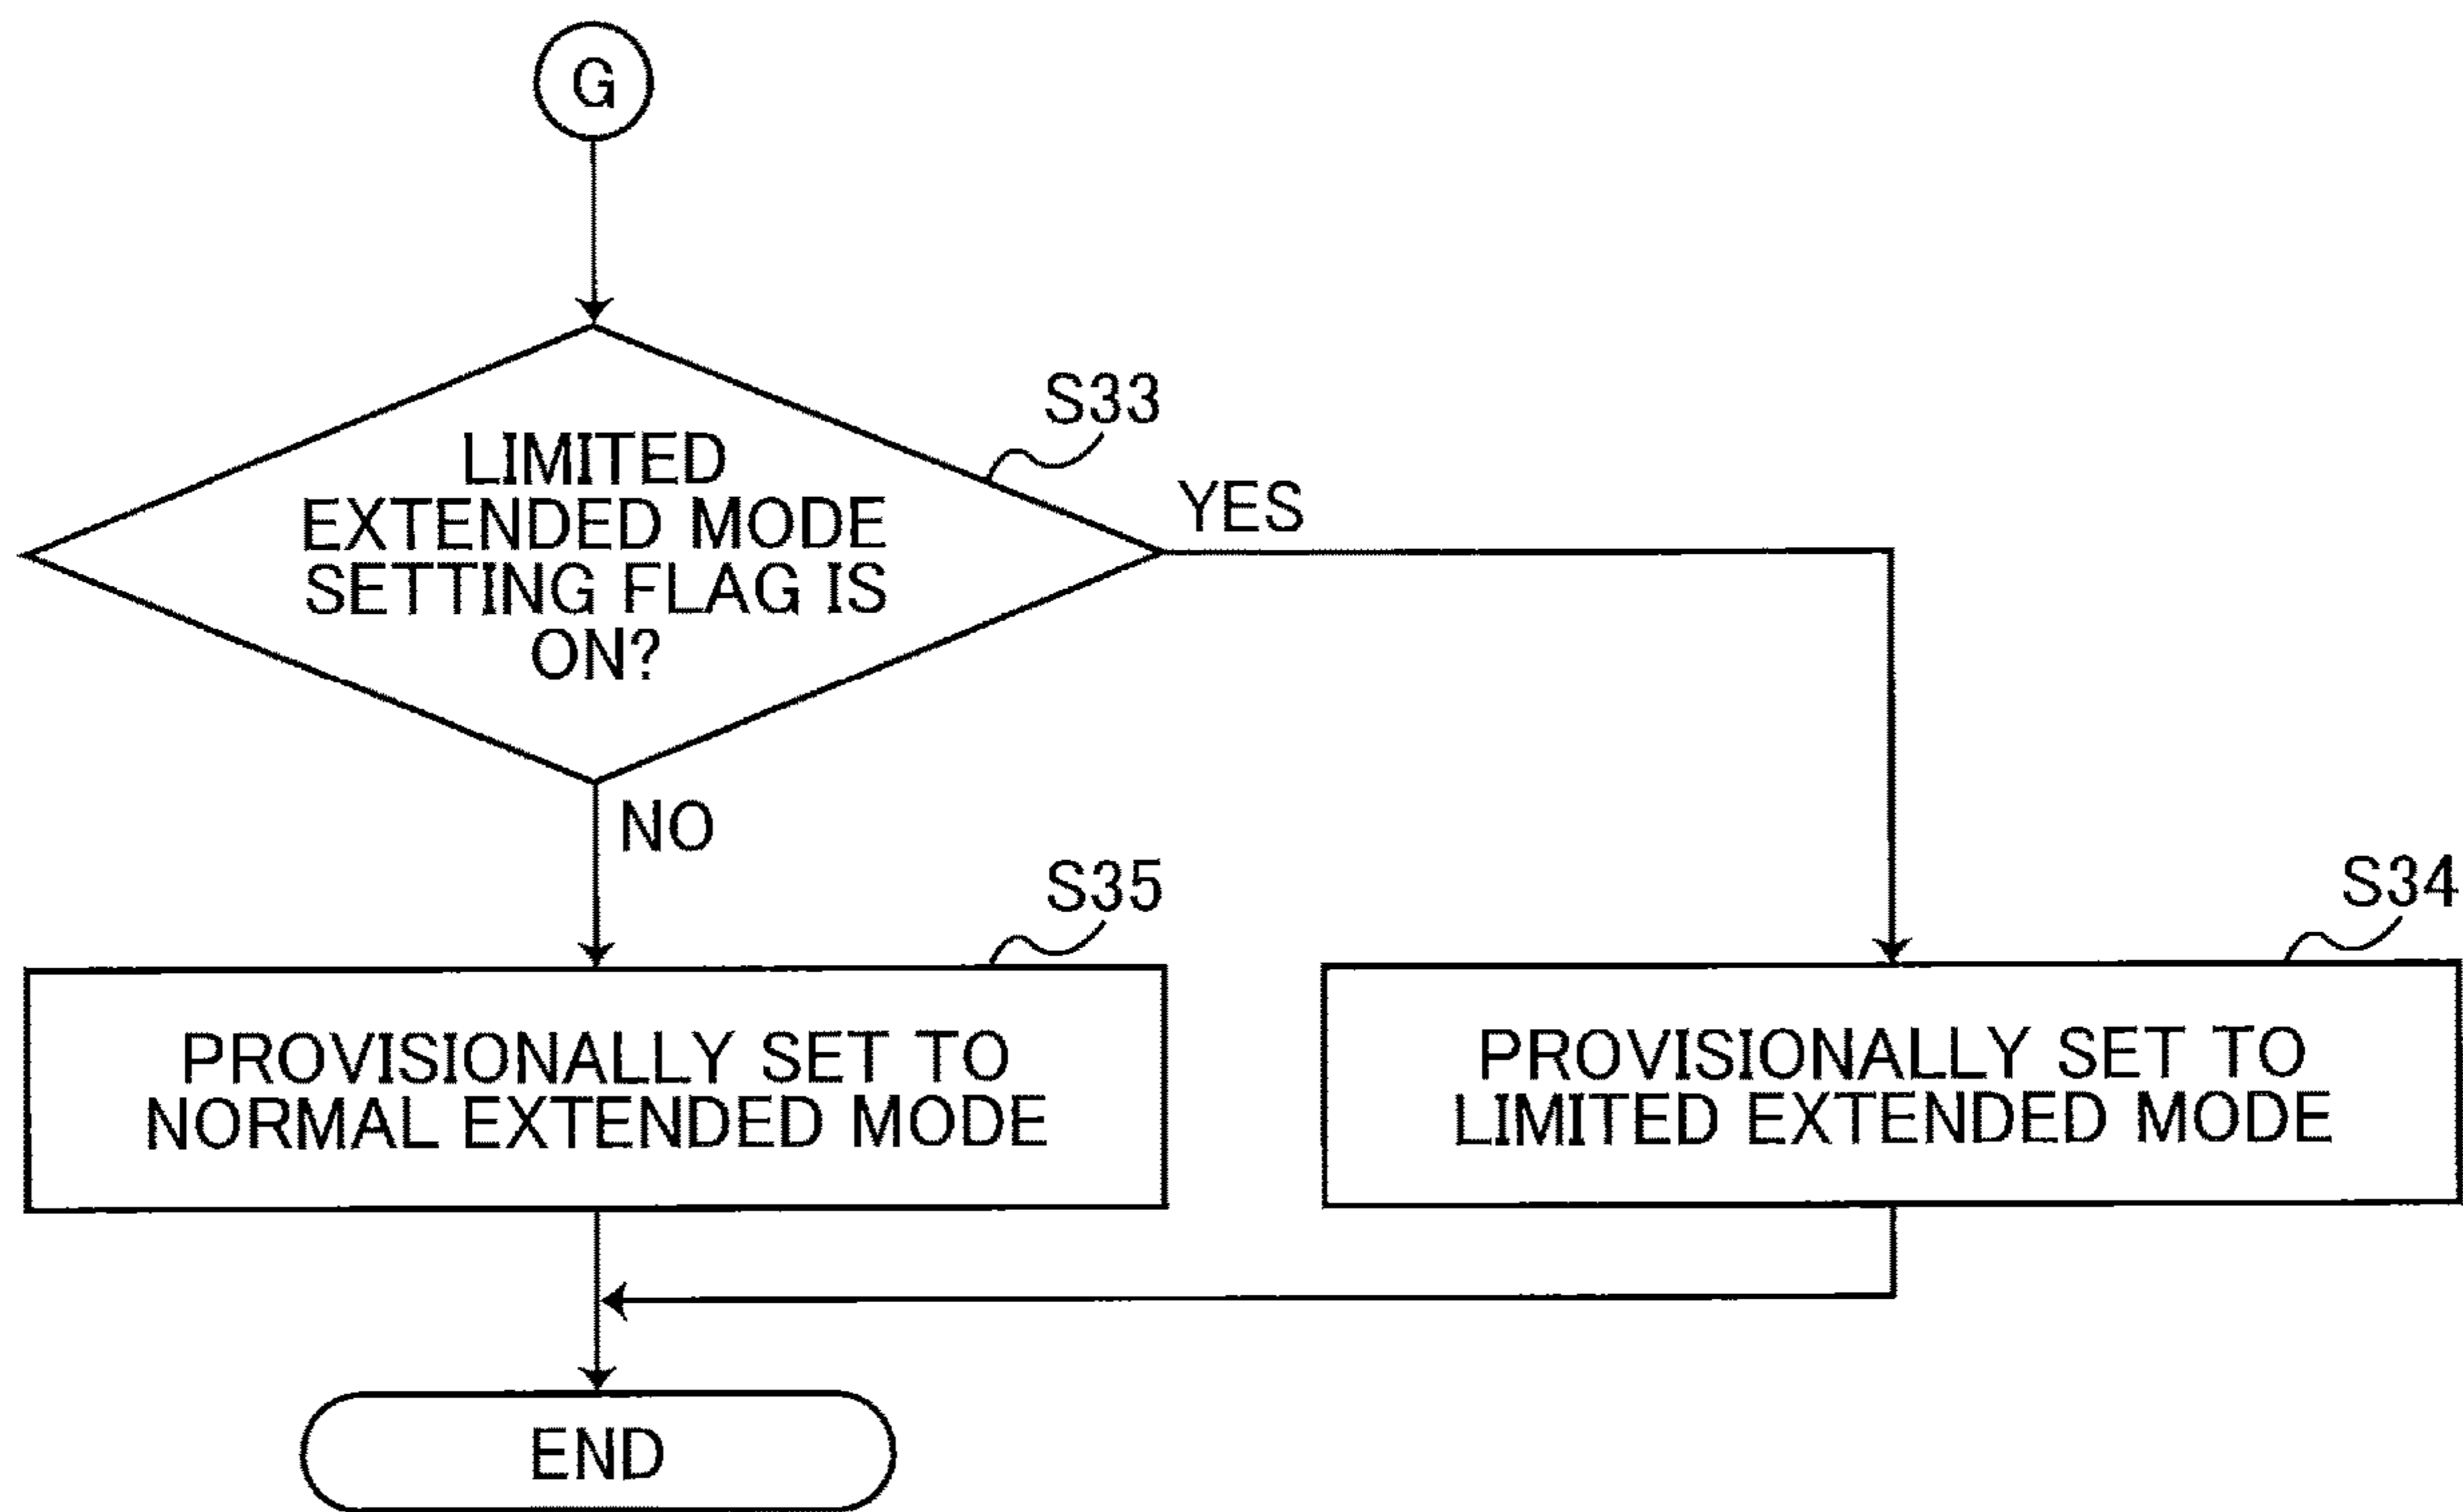 G
S33
LIMITED
EXTENDED MODE
SETTING FLAG IS
ON?
YES
NO
S35
S34
PROVISIONALLY SET TO
NORMAL EXTENDED MODE
PROVISIONALLY SET TO
LIMITED EXTENDED MODE
END